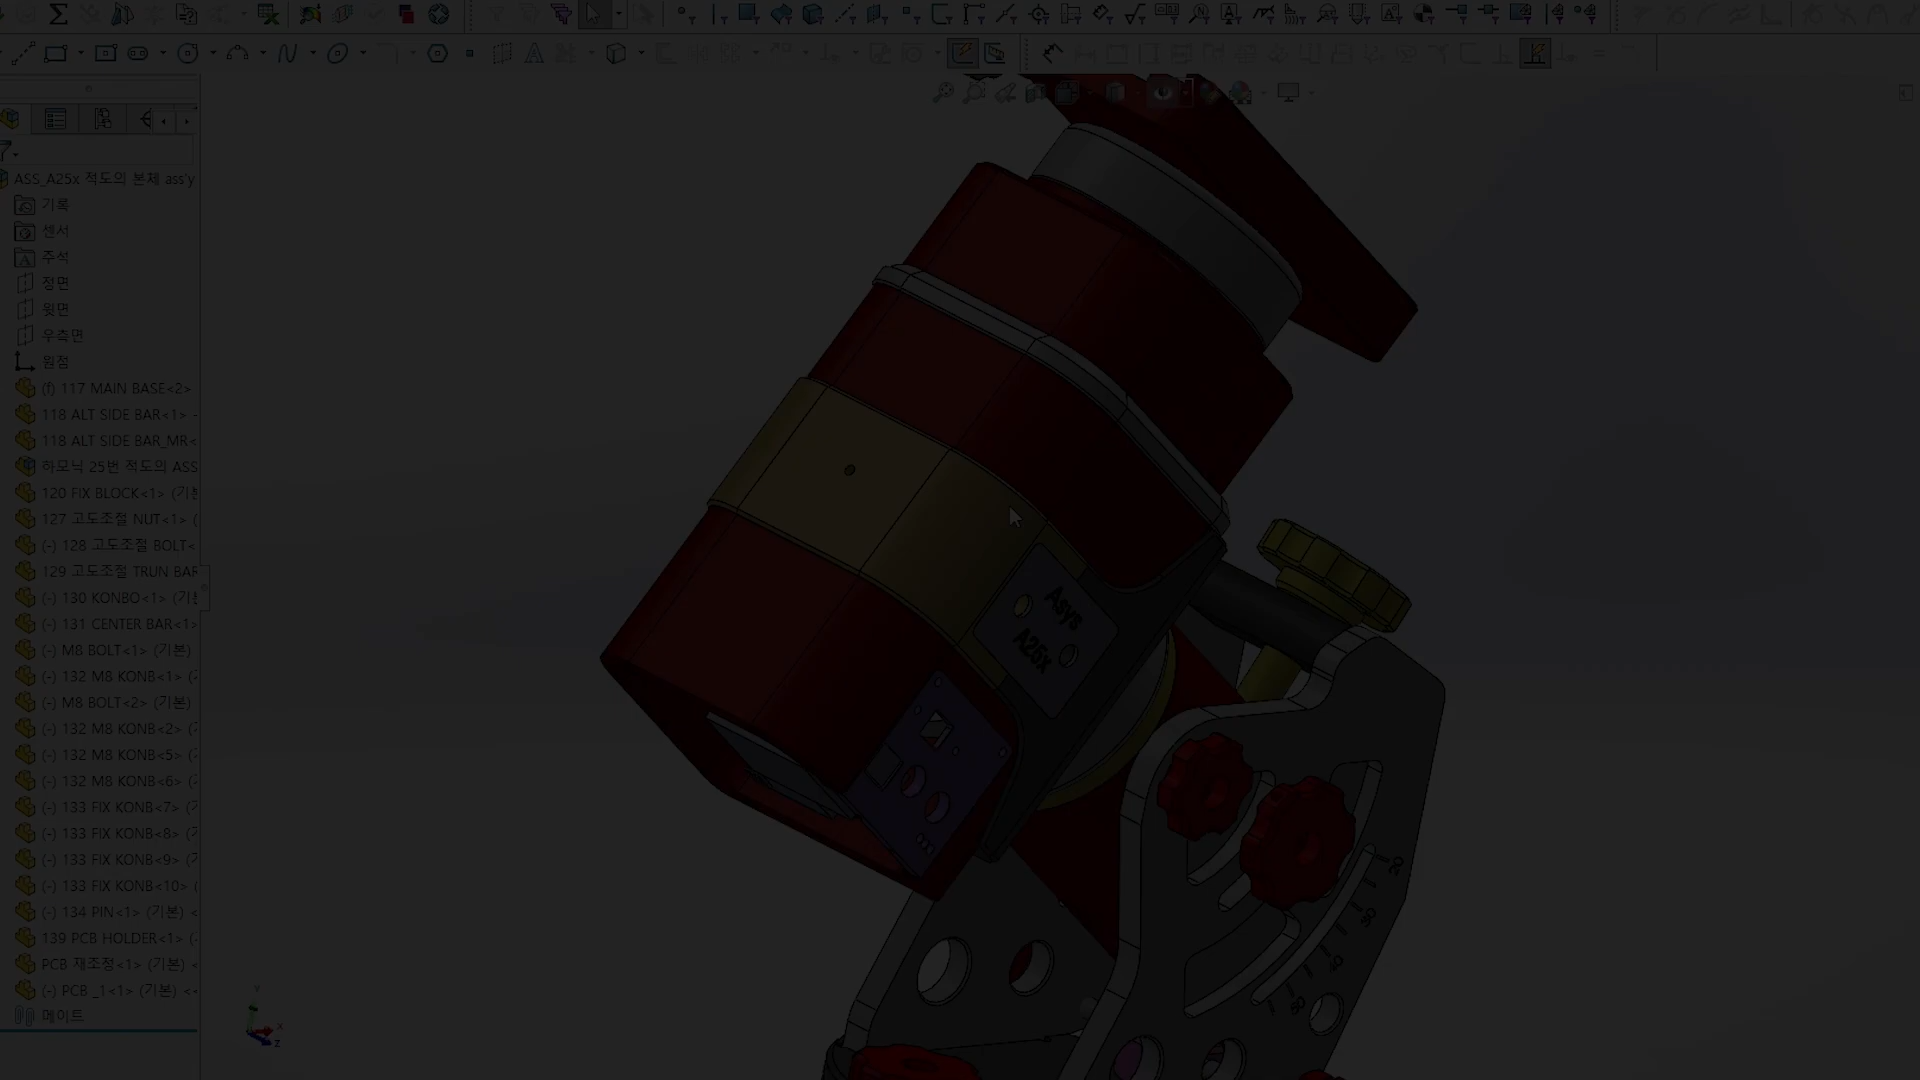 ASS_A25x 적도의 본체 ass'y
기록
센서
주석
정면
윗면
우측면
원점
(f) 117 MAIN BASE<2>
118 ALT SIDE BAR<1> -
118 ALT SIDE BAR_MR<
하모닉 25번 적도의 ASS
120 FIX BLOCK<1> (기본
127 고도조절 NUT<1> (
(-) 128 고도조절 BOLT<
129 고도조절 TRUN BAR
(-) 130 KONBO<1> (기본
(-) 131 CENTER BAR<1>
(-) M8 BOLT<1> (기본)
(-) 132 M8 KONB<1> (
(-) M8 BOLT<2> (기본)
(-) 132 M8 KONB<2> (
(-) 132 M8 KONB<5> (
(-) 132 M8 KONB<6> (
(-) 133 FIX KONB<7> (
(-) 133 FIX KONB<8> (
(-) 133 FIX KONB<9> (
(-) 133 FIX KONB<10> (
(-) 134 PIN<1> (기본) <
139 PCB HOLDER<1> (
PCB 재조정<1> (기본) <
(-) PCB _1<1> (기본) <<
메이트
Asys
A25x
20
30
40
Y
X
Z